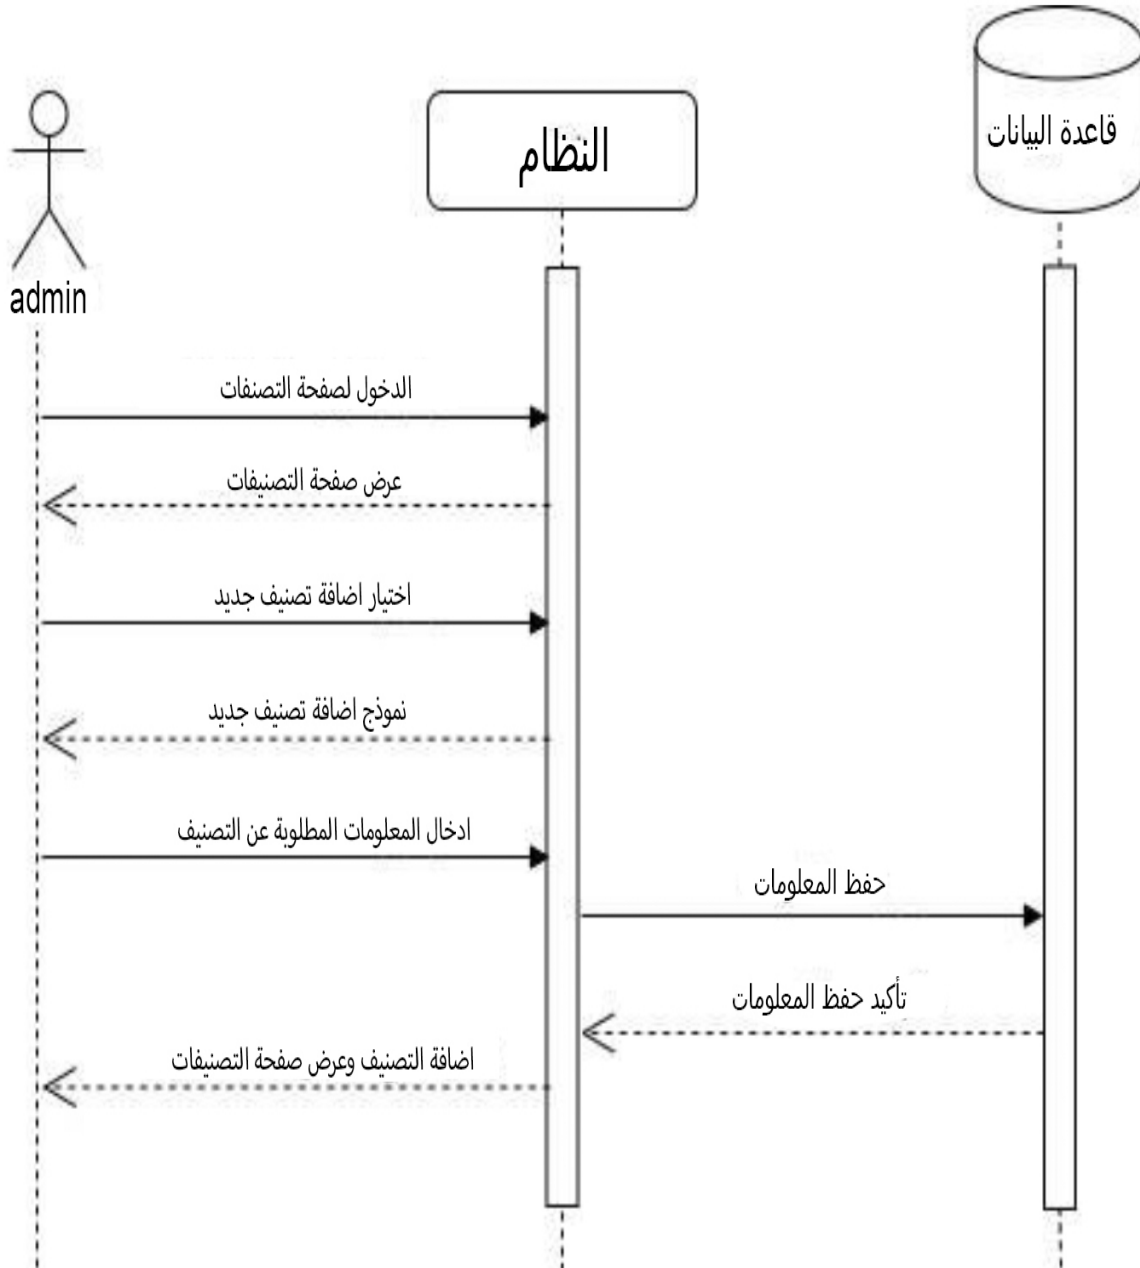 قاعدة البيانات
النظام
admin
الدخول لصفحة التصنفات
عرض صفحة التصنيفات
اختيار اضافة تصنيف جديد
نموذج اضافة تصنيف جديد
ادخال المعلومات المطلوبة عن التصنيف
حفظ المعلومات
تأكيد حفظ المعلومات
اضافة التصنيف وعرض صفحة التصنيفات